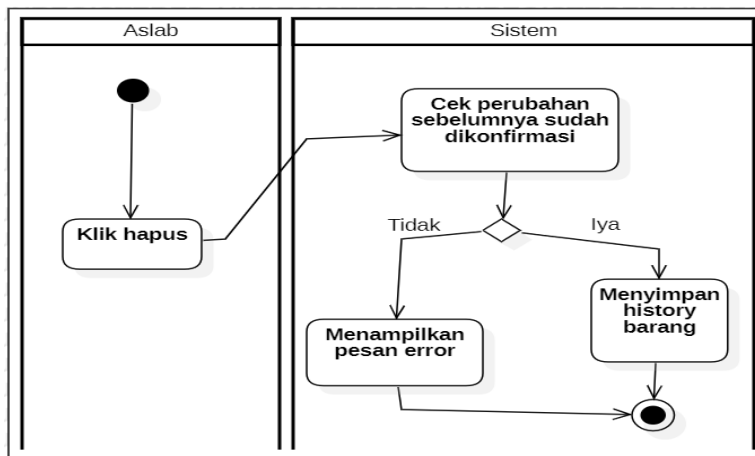 Aslab
Sistem
Cek perubahan
sebelumnya sudah
dikonfirmasi
Klik hapus
Tidak
Iya
Menyimpan
history
barang
Menampilkan
pesan error